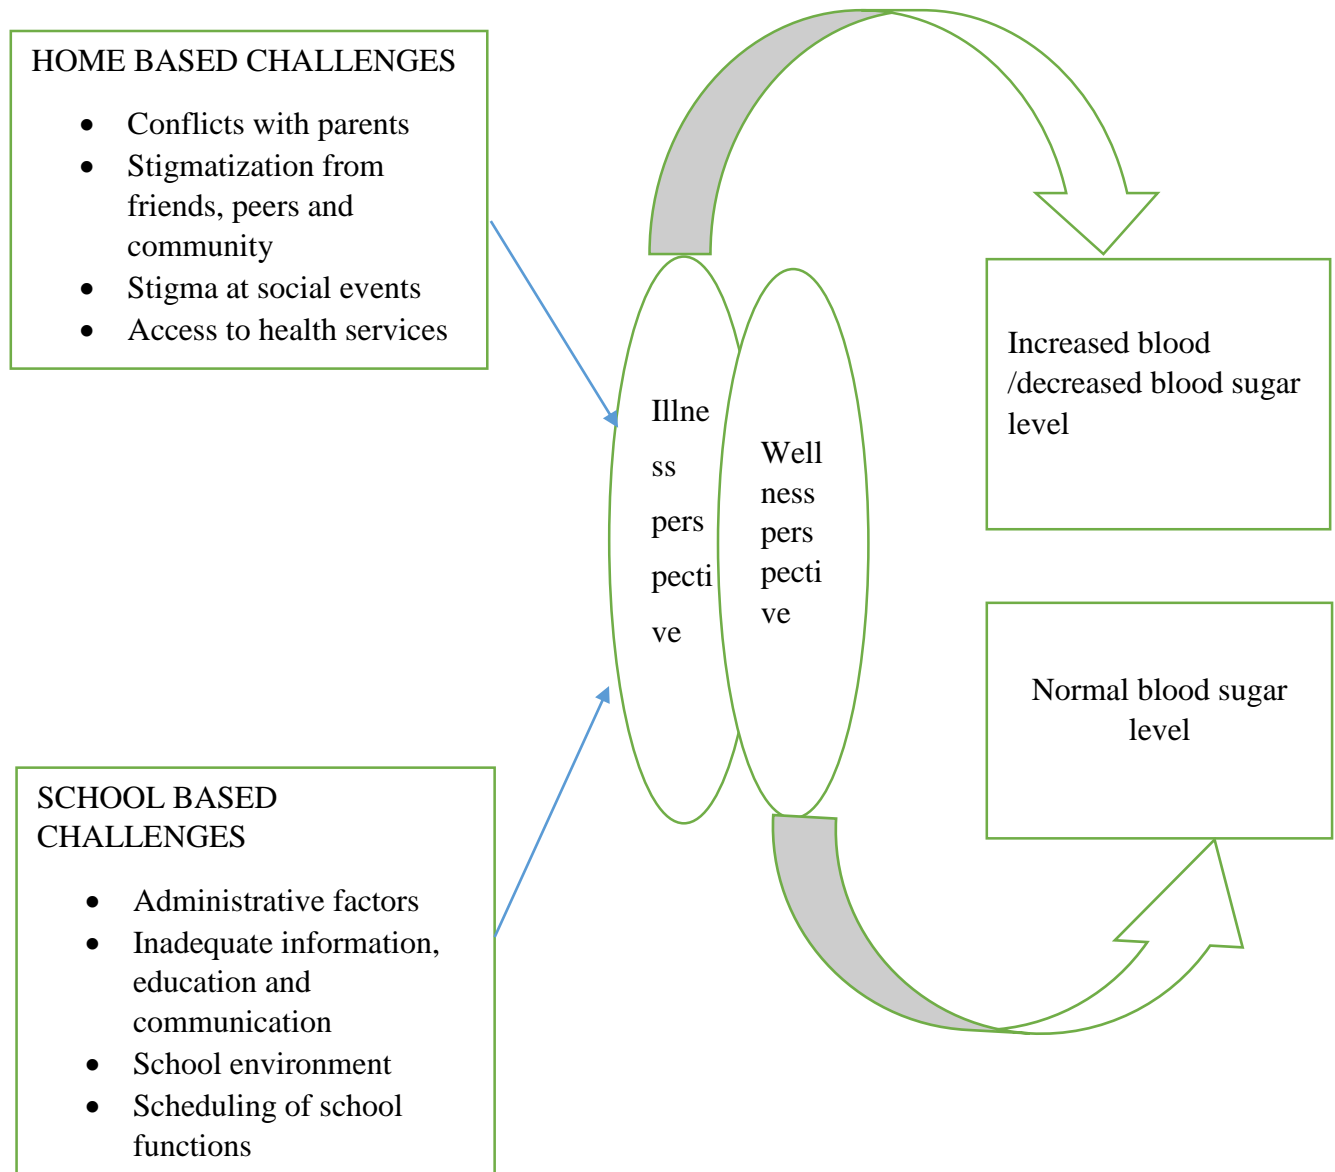 HOME BASED CHALLENGES
• Conflicts with parents
• Stigmatization from
friends, peers and
community
• Stigma at social events
• Access to health services
Illne
ss
pers
pecti
ve
Well
ness
pers
pecti
ve
Increased blood
/decreased blood sugar
level
Normal blood sugar
level
SCHOOL BASED
CHALLENGES
• Administrative factors
• Inadequate information,
education and
communication
• School environment
• Scheduling of school
functions